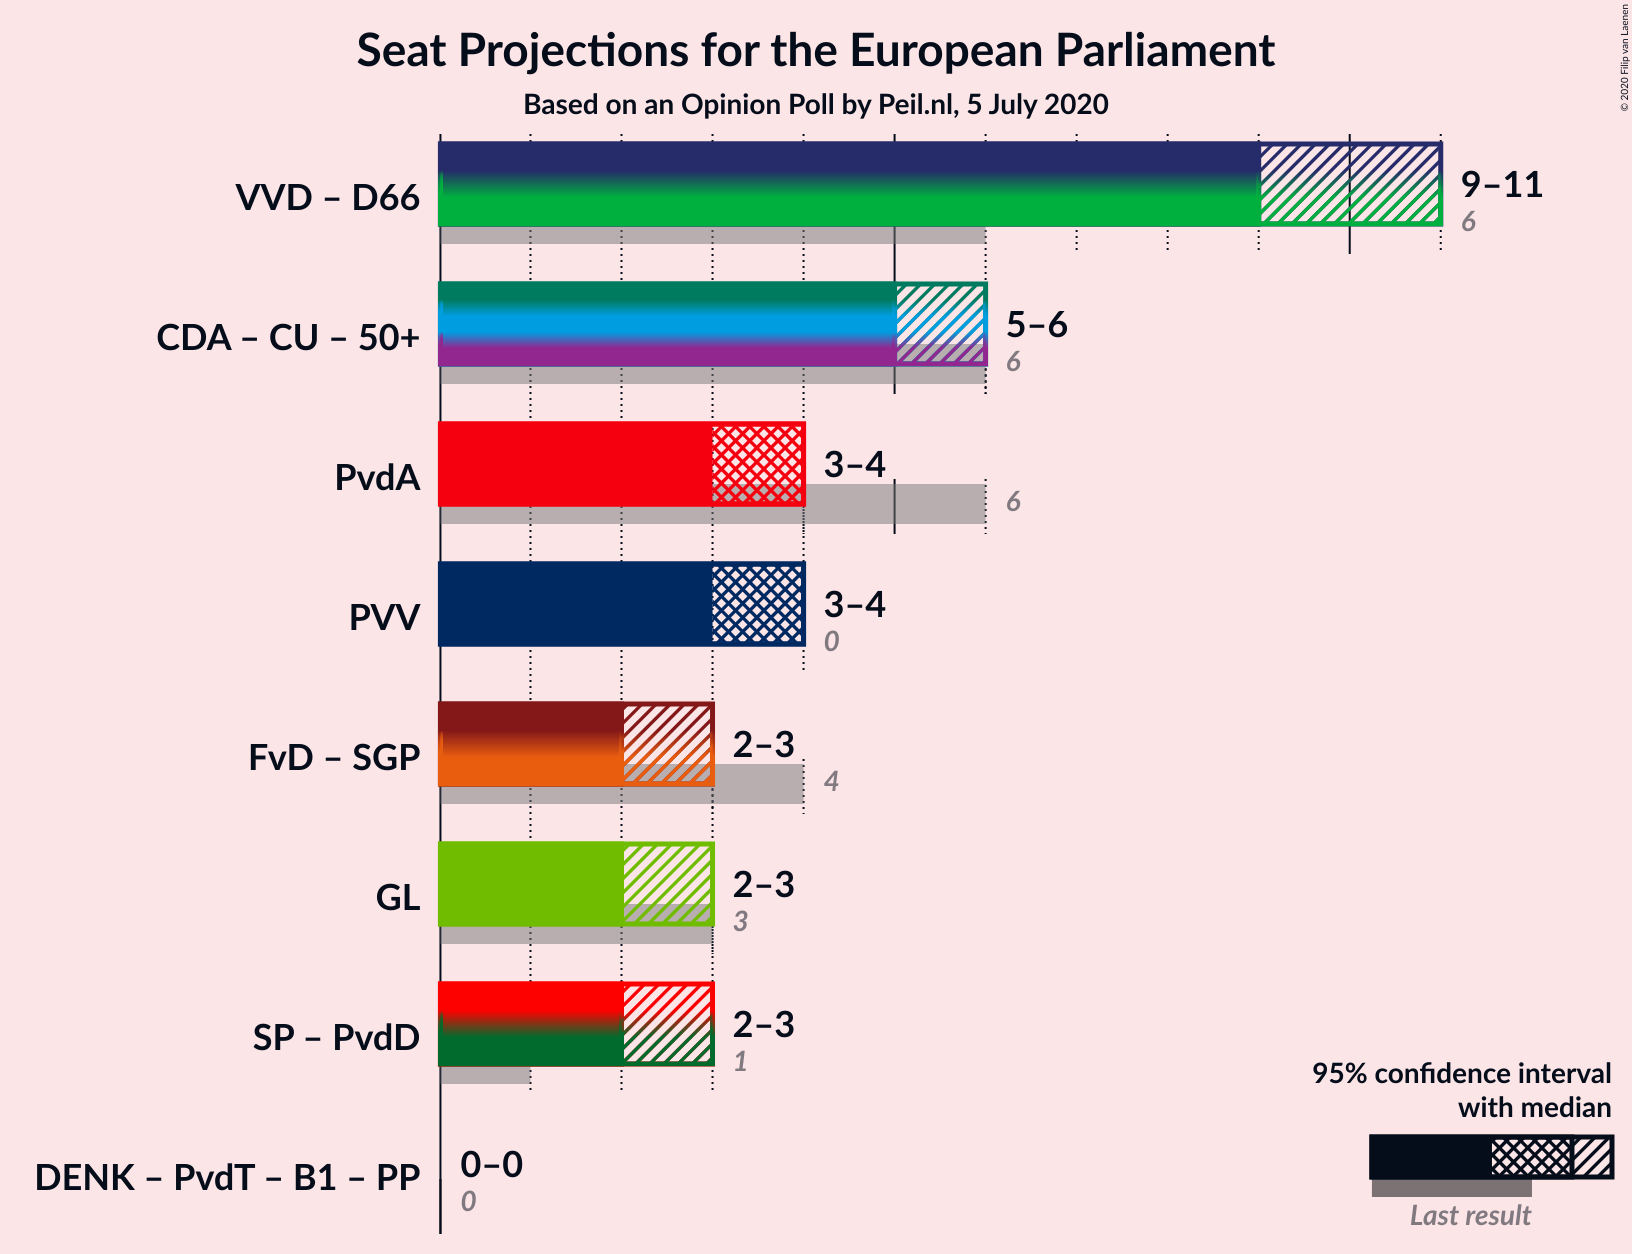 Seat Projections for the European Parliament
Based on an Opinion Poll by Peil.nl, 5 July 2020
© 2020 Filip van Laenen
VVD – D66
9–11
6
CDA – CU – 50+
5–6
6
PvdA
3–4
6
PVV
3–4
0
FvD – SGP
2–3
4
GL
2–3
3
SP – PvdD
2–3
1
DENK – PvdT – B1 – PP
0–0
0
95% confidence interval
with median
Last result